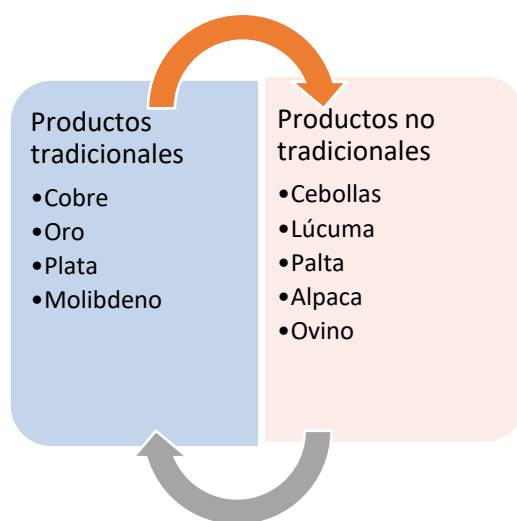 Productos
tradicionales
•Cobre
•Oro
•Plata
•Molibdeno
Productos no
tradicionales
•Cebollas
•Lúcuma
•Palta
•Alpaca
•Ovino